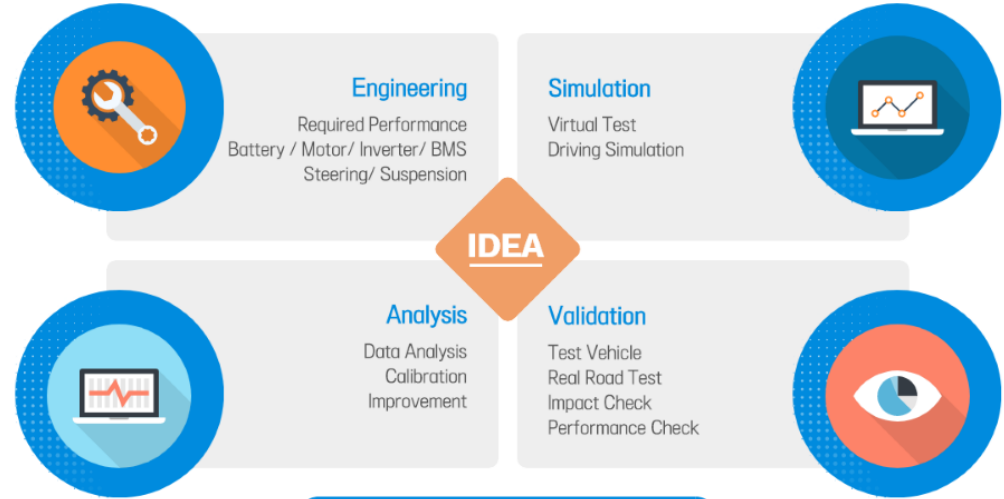 Engineering
Required Performance
Battery / Motor/ Inverter/ BMS
Steering/ Suspension
Simulation
Virtual Test
Driving Simulation
IDEA
Analysis
Data Analysis
Calibration
Improvement
Validation
Test Vehicle
Real Road Test
Impact Check
Performance Check